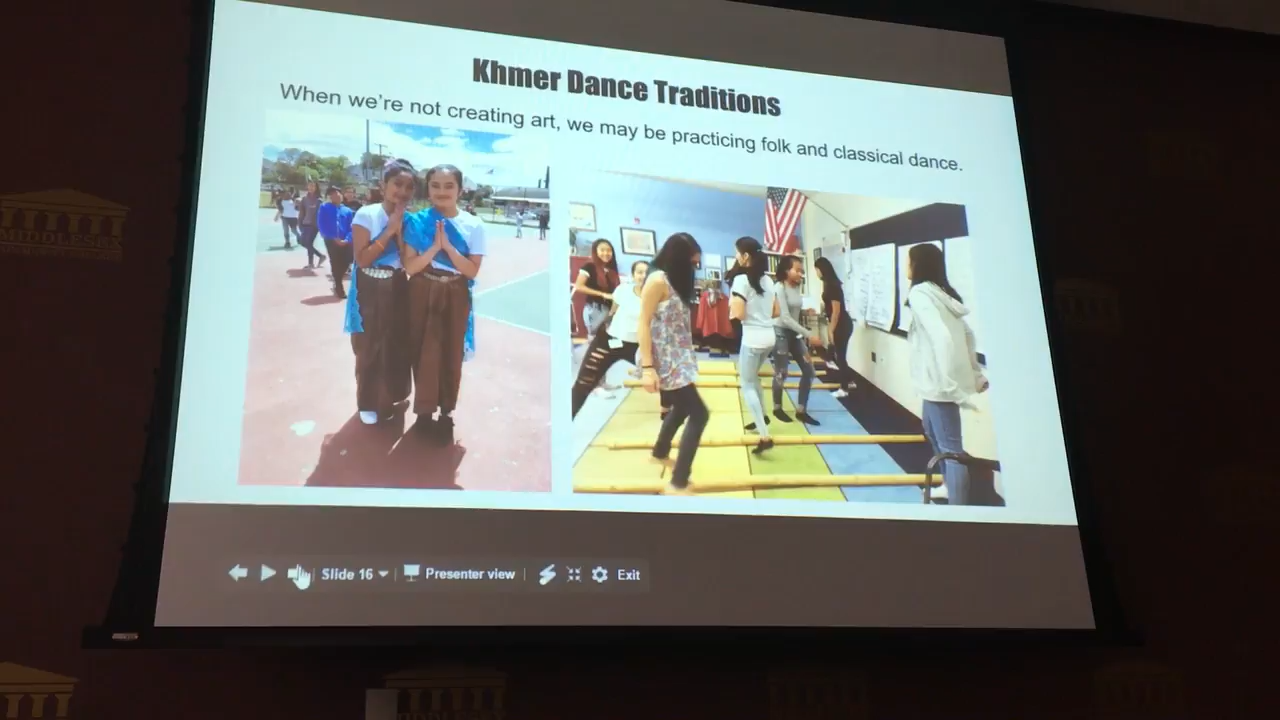 Khmer Dance Traditions
When we're not creating art, we may be practicing folk and classical dance.
MIDDLESEX
Slide 16
Presenter view
Exit